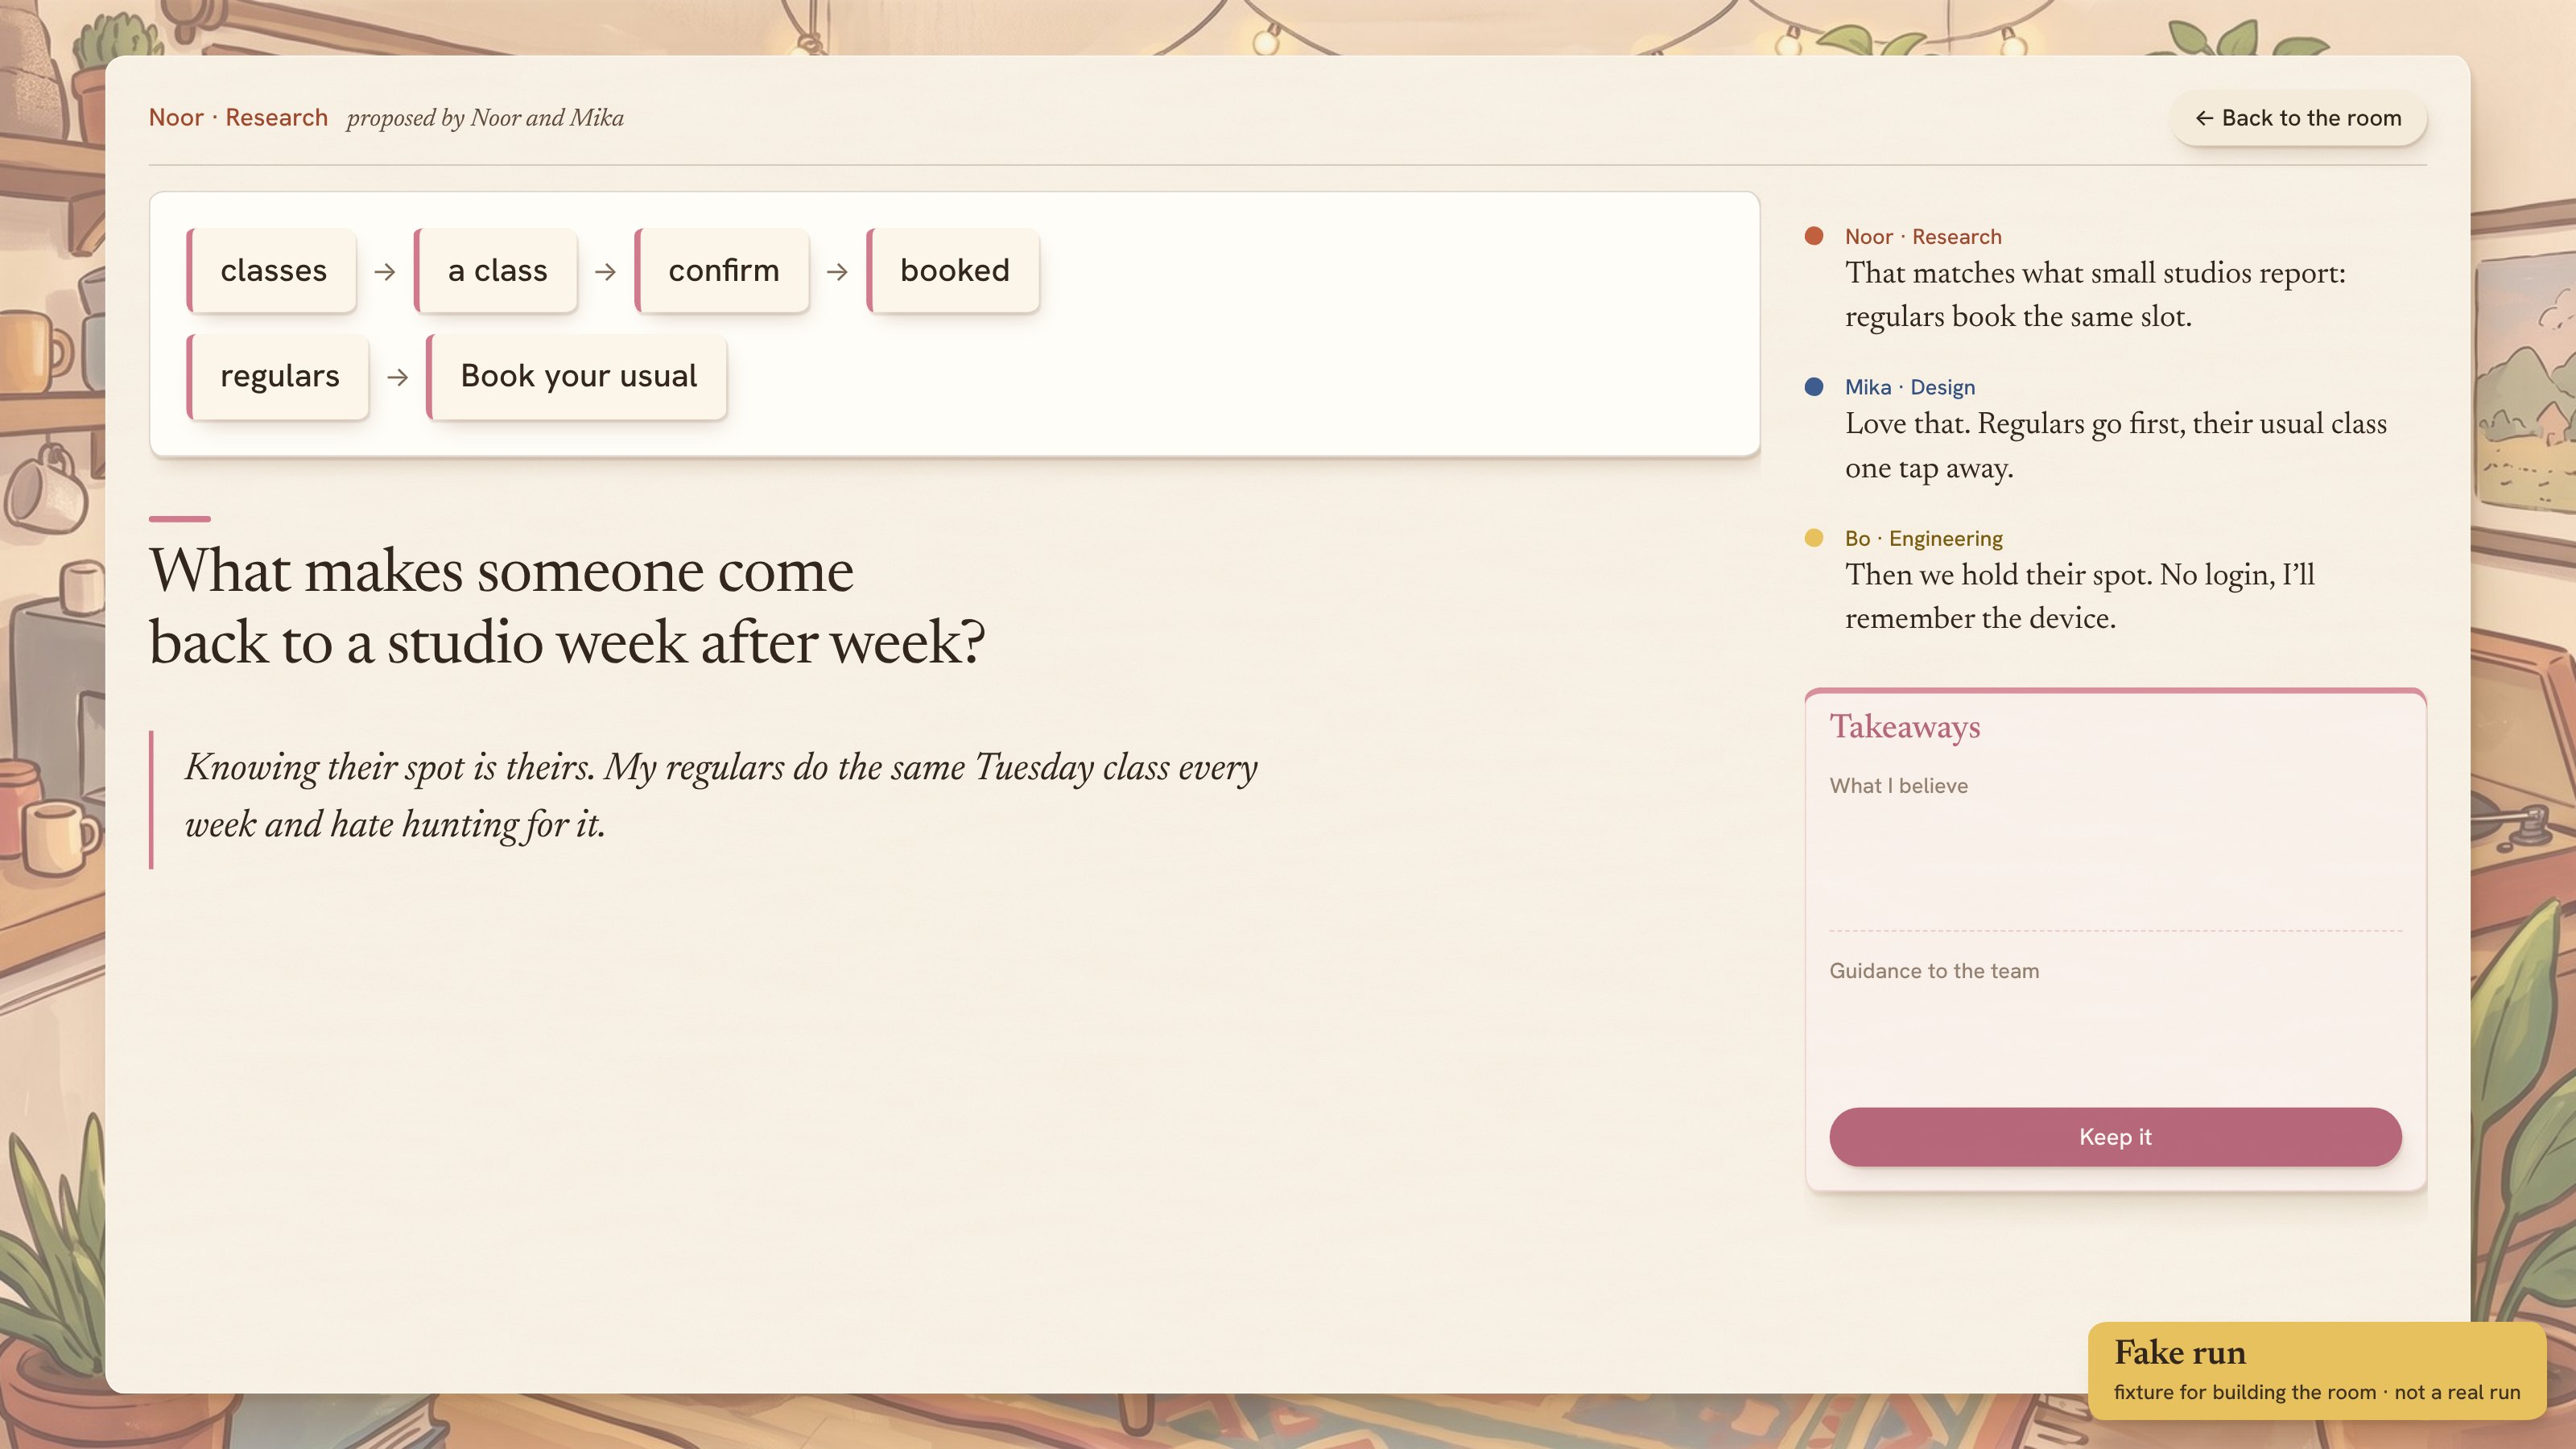 Noor · Research proposed by Noor and Mika
← Back to the room
classes → a class → confirm → booked
regulars → Book your usual
What makes someone come
back to a studio week after week?
Knowing their spot is theirs. My regulars do the same Tuesday class every
week and hate hunting for it.
Noor · Research
That matches what small studios report:
regulars book the same slot.
Mika · Design
Love that. Regulars go first, their usual class
one tap away.
Bo · Engineering
Then we hold their spot. No login, I’ll
remember the device.
Takeaways
What I believe
Guidance to the team
Keep it
Fake run
fixture for building the room · not a real run